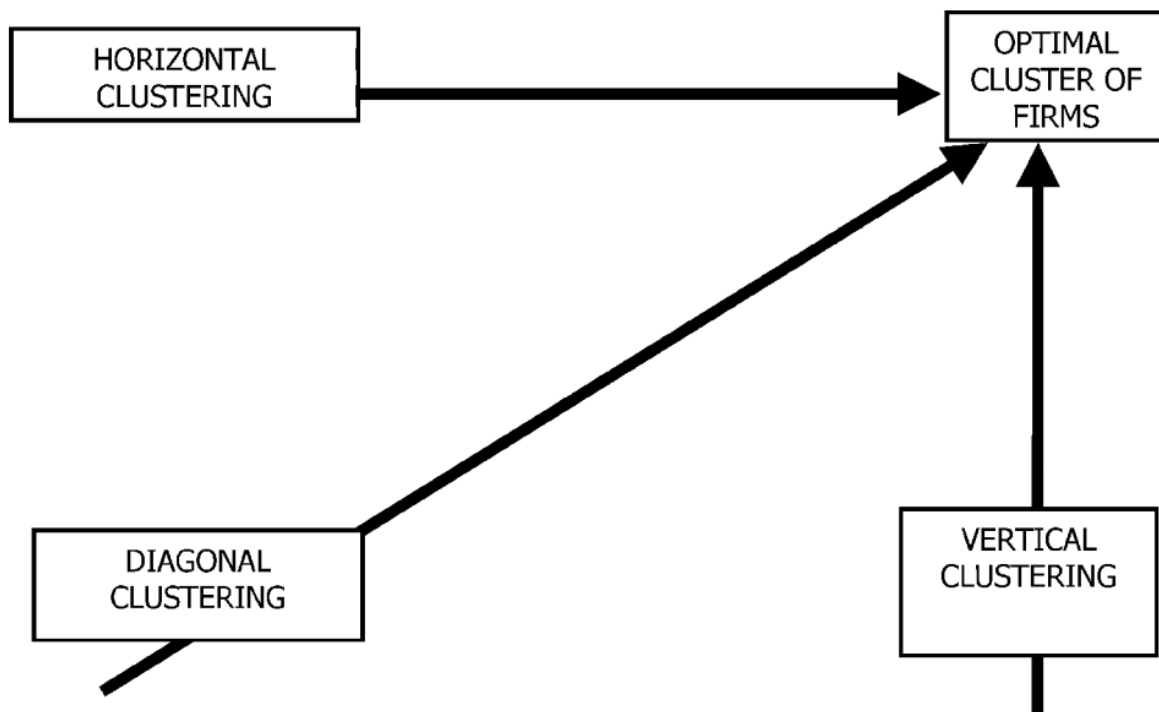 HORIZONTAL
CLUSTERING
OPTIMAL
CLUSTER OF
FIRMS
DIAGONAL
CLUSTERING
VERTICAL
CLUSTERING